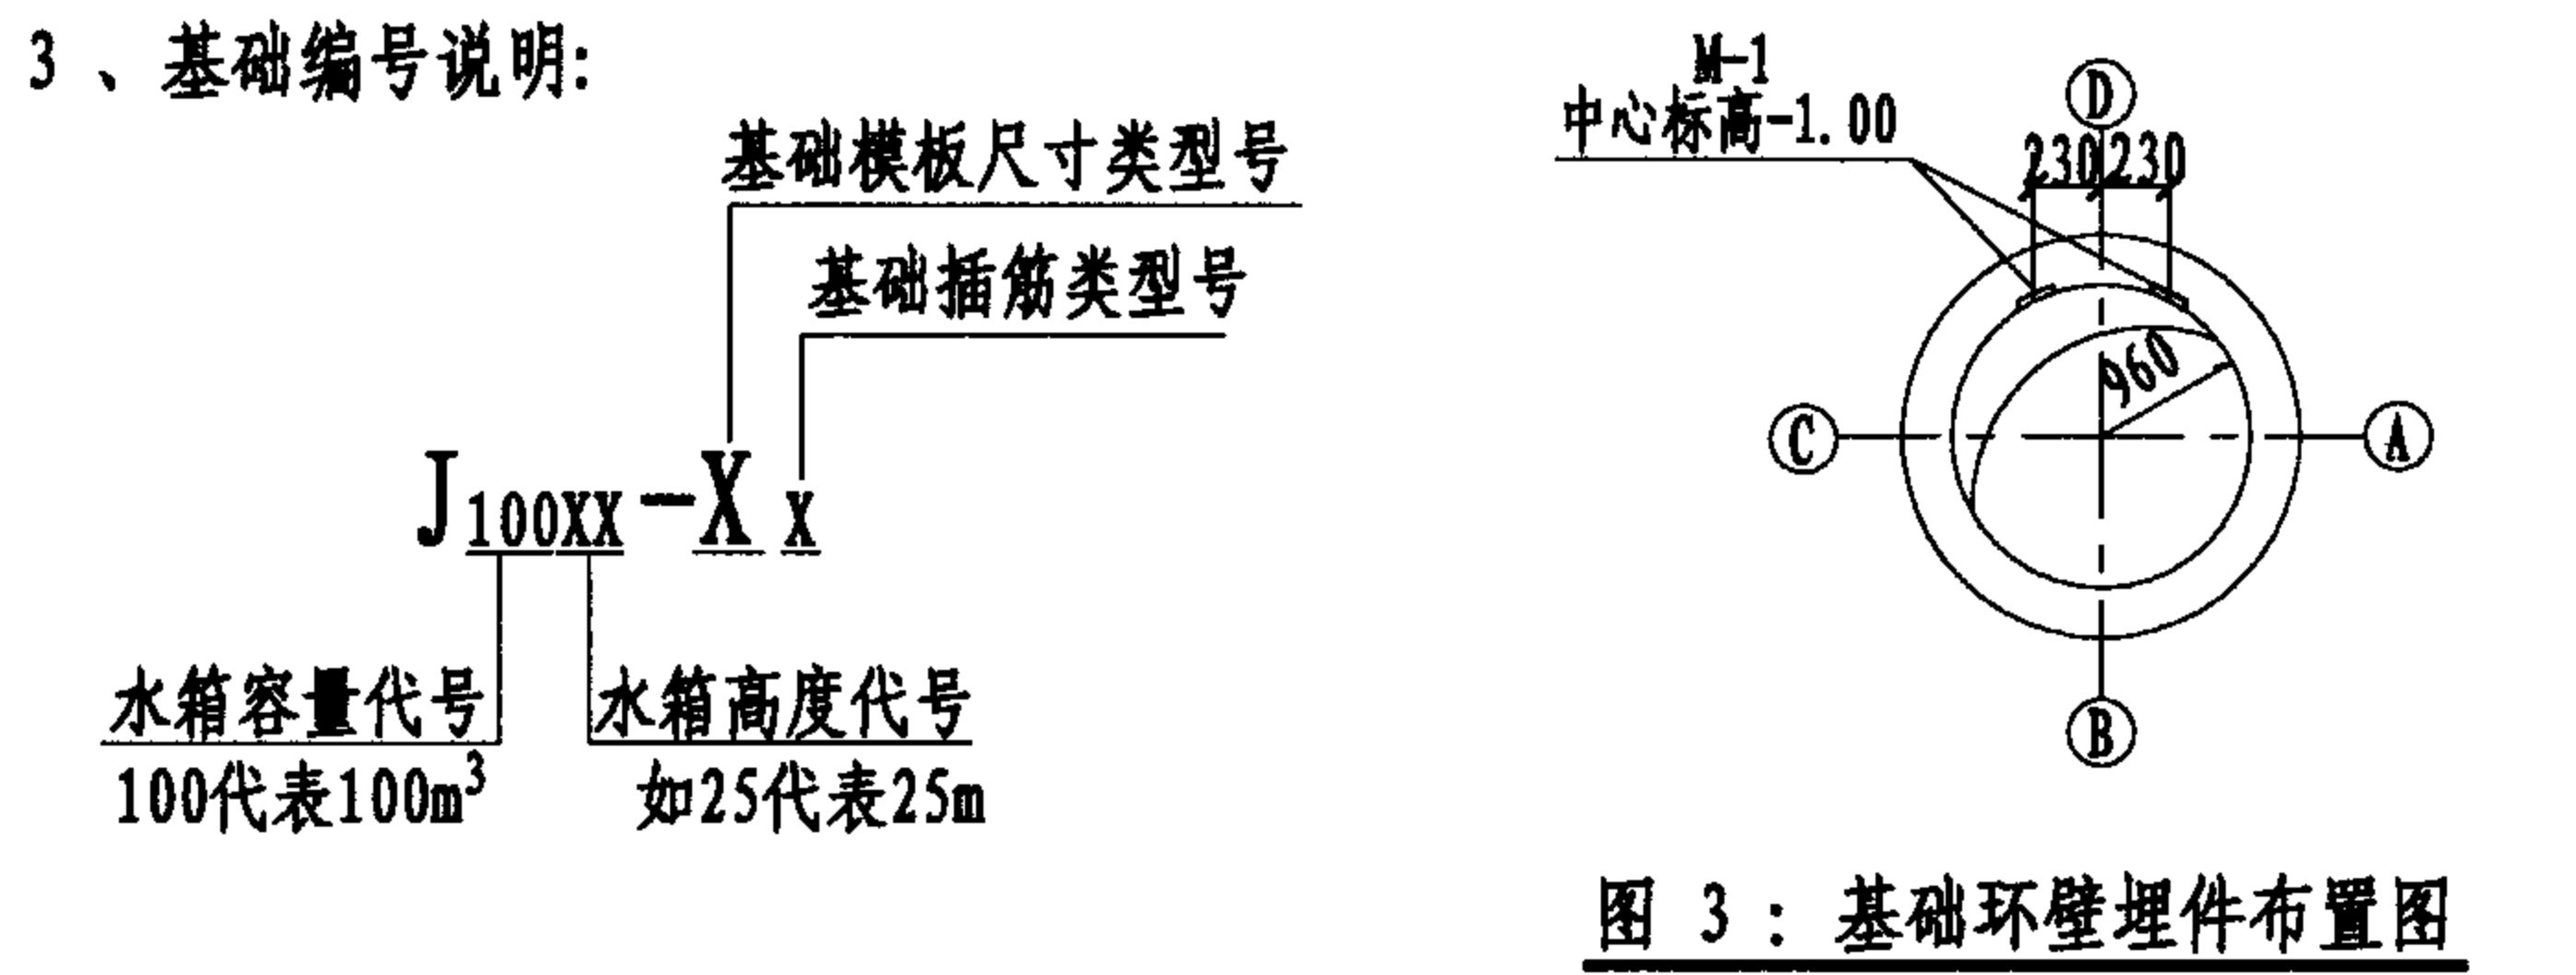 3 、基础编号说明:
基础模板尺寸类型号
基础插筋类型号
J100XX-X x
水箱容量代号
100代表100m³
水箱高度代号
如25代表25m
M-1
中心标高-1.00
D
230 230
960
C
A
B
图 3 : 基础环壁埋件布置图